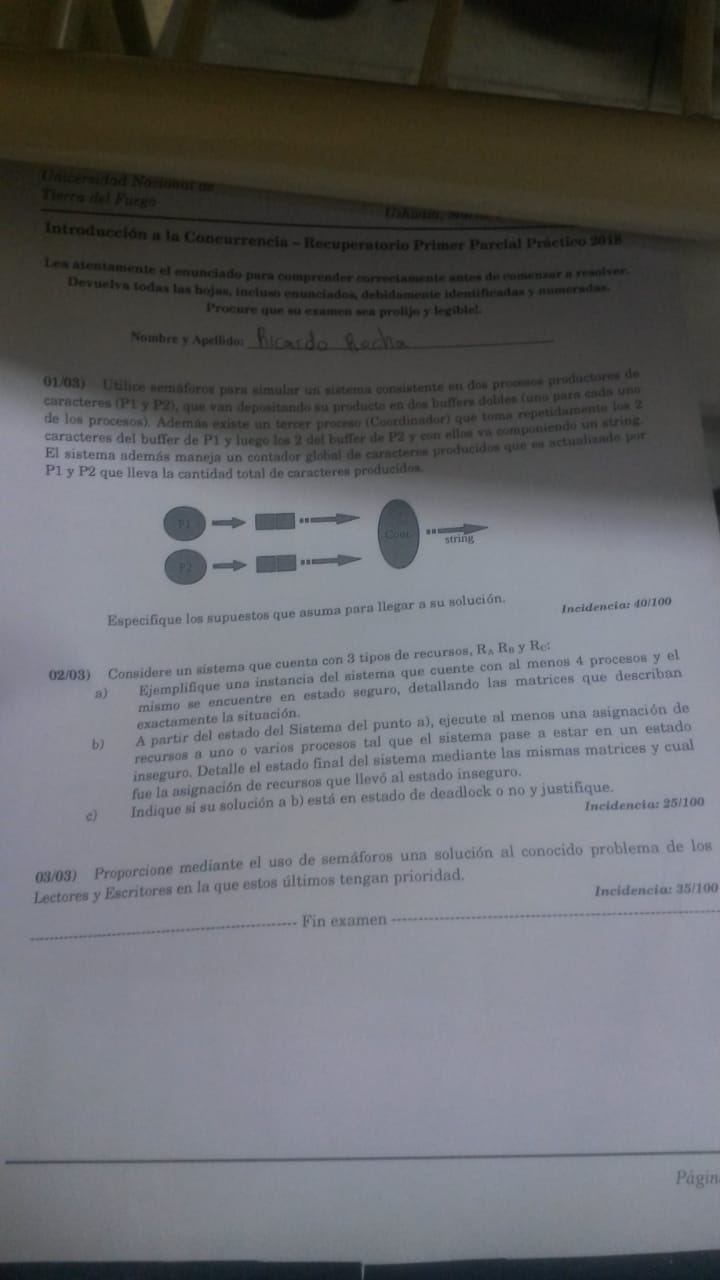 Universidad Nacional de
Tierra del Fuego
Ushuaia,
Introducción a la Concurrencia – Recuperatorio Primer Parcial Práctico 2018
Lea atentamente el enunciado para comprender correctamente antes de comenzar a resolver.
Devuelva todas las hojas, incluso enunciados, debidamente identificadas y numeradas.
Procure que su examen sea prolijo y legible!.
Nombre y Apellido: Ricardo Rocha
01/03) Utilice semáforos para simular un sistema consistente en dos procesos productores de
caracteres (P1 y P2), que van depositando su producto en dos buffers dobles (uno para cada uno
de los procesos). Además existe un tercer proceso (Coordinador) que toma repetidamente los 2
caracteres del buffer de P1 y luego los 2 del buffer de P2 y con ellos va componiendo un string.
El sistema además maneja un contador global de caracteres producidos que es actualizado por
P1 y P2 que lleva la cantidad total de caracteres producidos.
P1
P2
Coor.
string
Especifique los supuestos que asuma para llegar a su solución.
Incidencia: 40/100
02/03) Considere un sistema que cuenta con 3 tipos de recursos, RA RB y RC:
a) Ejemplifique una instancia del sistema que cuente con al menos 4 procesos y el
mismo se encuentre en estado seguro, detallando las matrices que describan
exactamente la situación.
b) A partir del estado del Sistema del punto a), ejecute al menos una asignación de
recursos a uno o varios procesos tal que el sistema pase a estar en un estado
inseguro. Detalle el estado final del sistema mediante las mismas matrices y cual
fue la asignación de recursos que llevó al estado inseguro.
c) Indique si su solución a b) está en estado de deadlock o no y justifique.
Incidencia: 25/100
03/03) Proporcione mediante el uso de semáforos una solución al conocido problema de los
Lectores y Escritores en la que estos últimos tengan prioridad.
Incidencia: 35/100
Fin examen
Págin